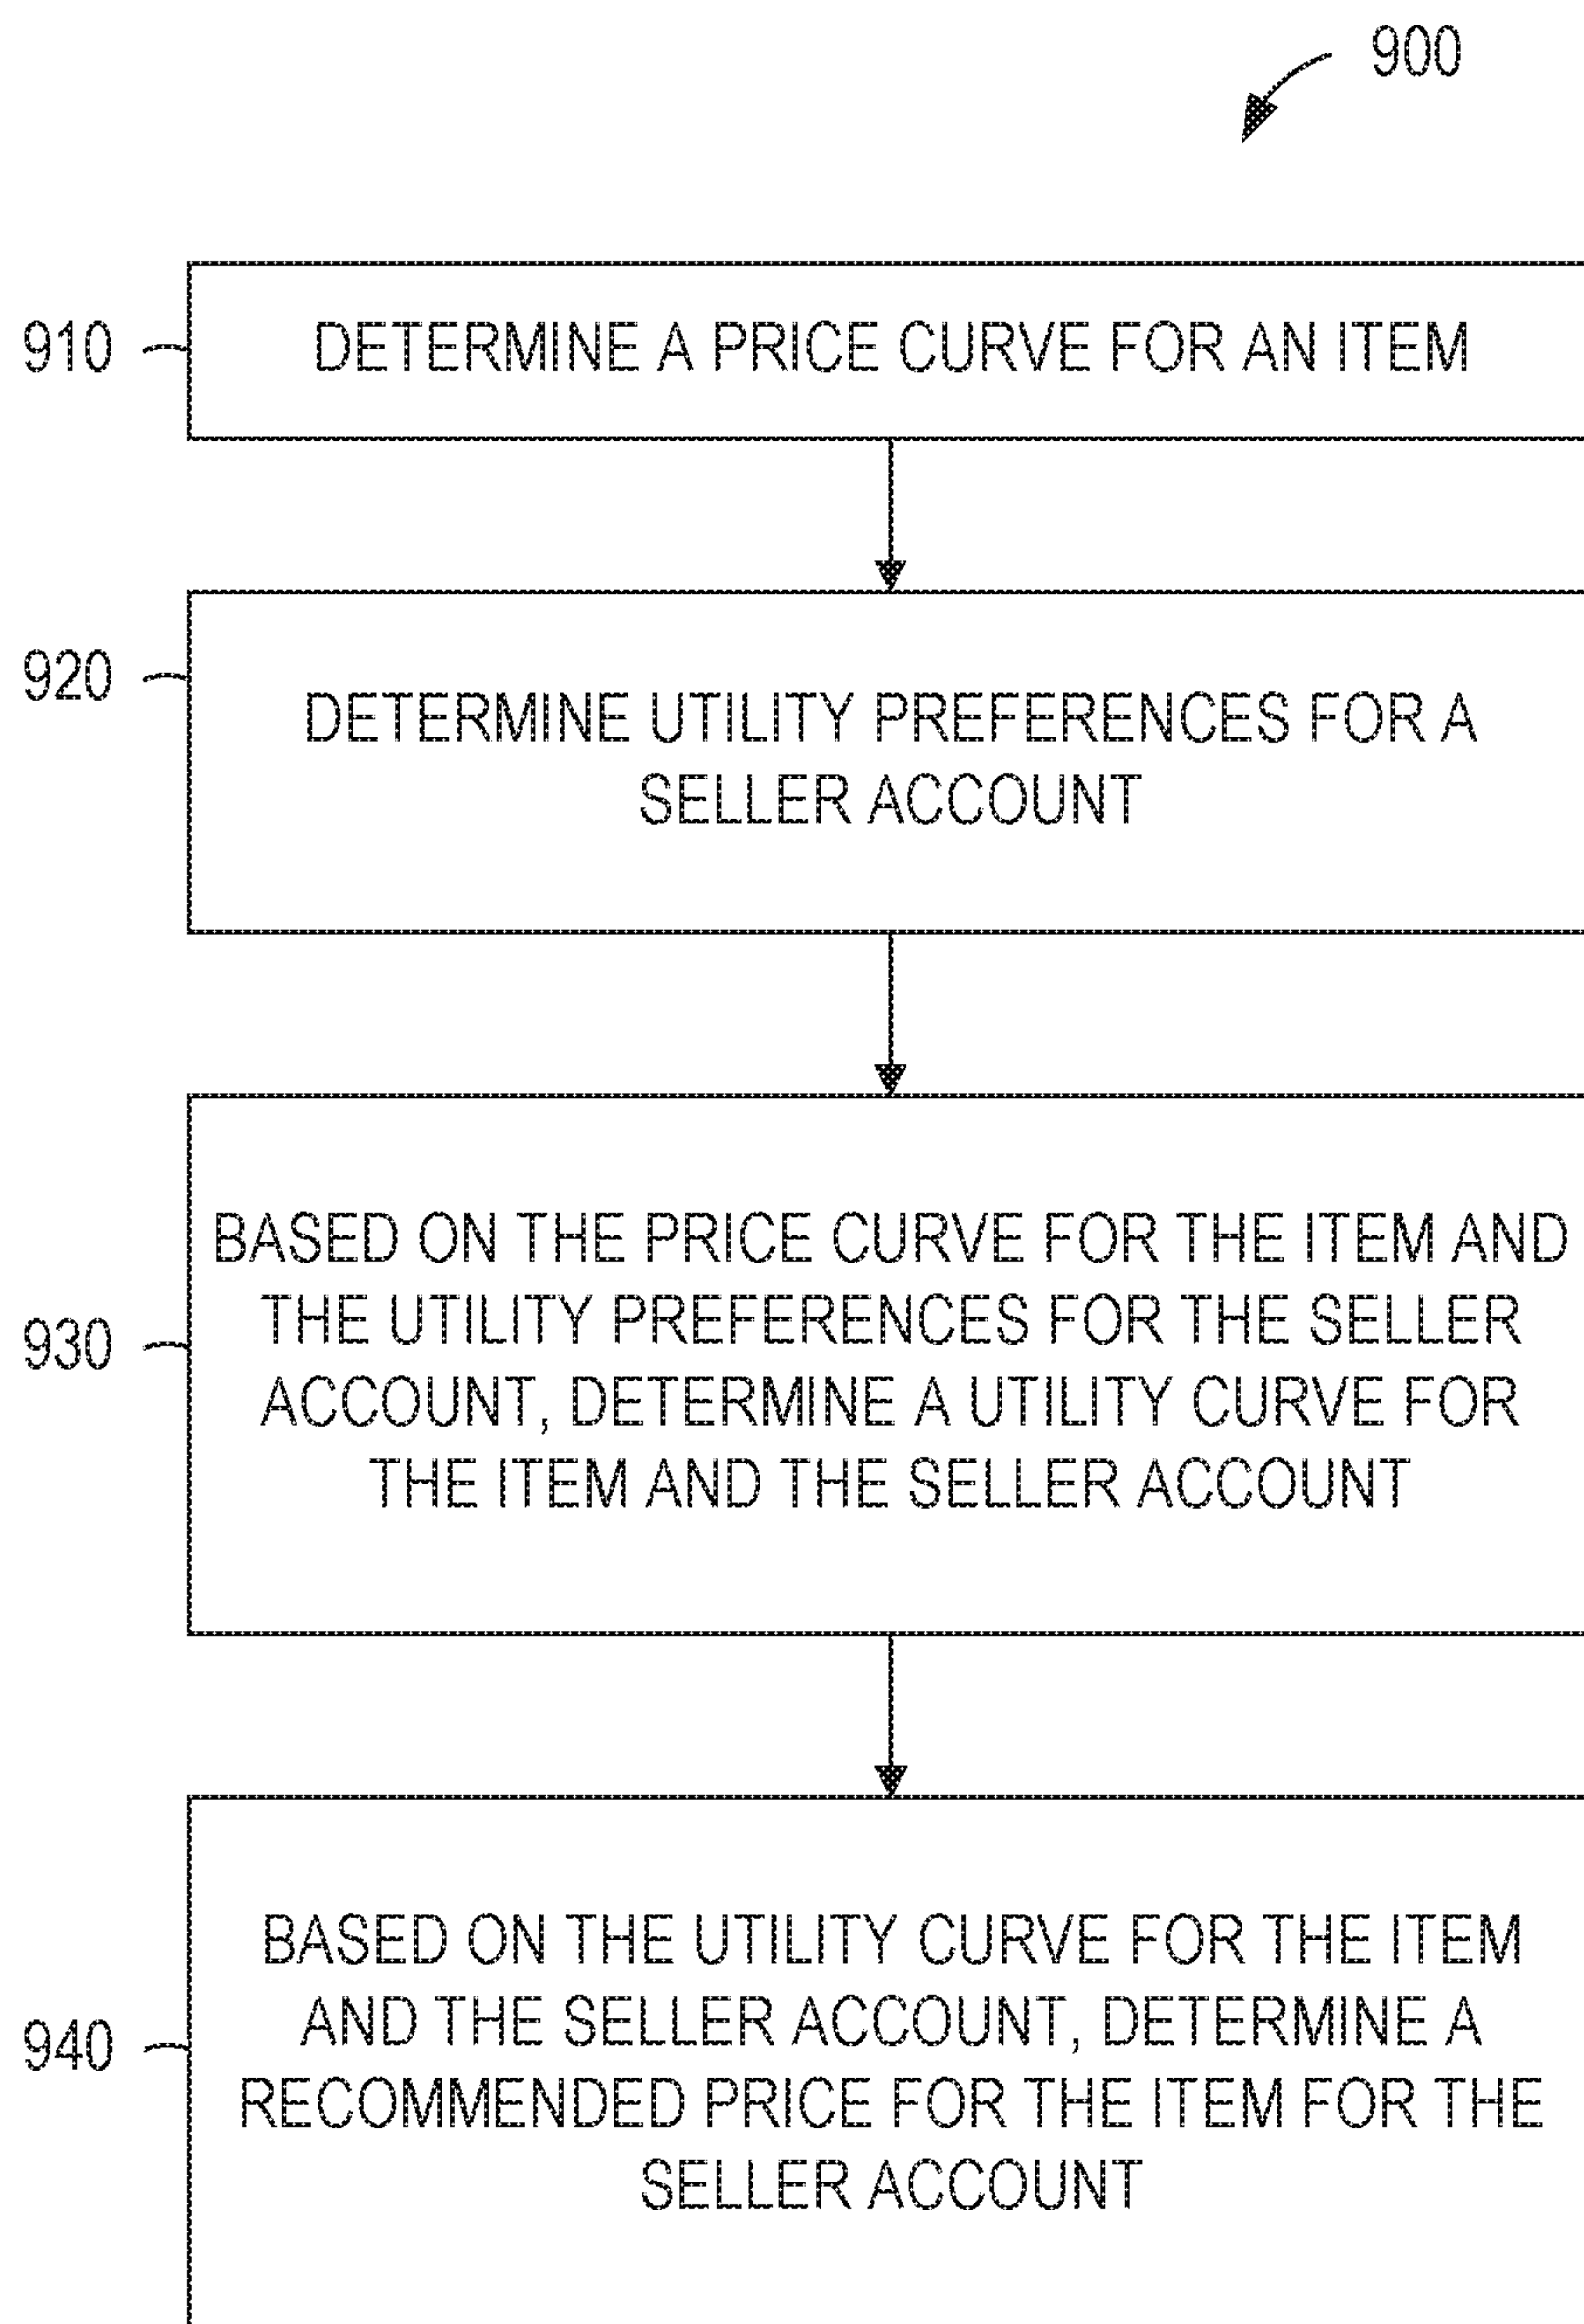 900
910
DETERMINE A PRICE CURVE FOR AN ITEM
920
DETERMINE UTILITY PREFERENCES FOR A
SELLER ACCOUNT
930
BASED ON THE PRICE CURVE FOR THE ITEM AND
THE UTILITY PREFERENCES FOR THE SELLER
ACCOUNT, DETERMINE A UTILITY CURVE FOR
THE ITEM AND THE SELLER ACCOUNT
940
BASED ON THE UTILITY CURVE FOR THE ITEM
AND THE SELLER ACCOUNT, DETERMINE A
RECOMMENDED PRICE FOR THE ITEM FOR THE
SELLER ACCOUNT